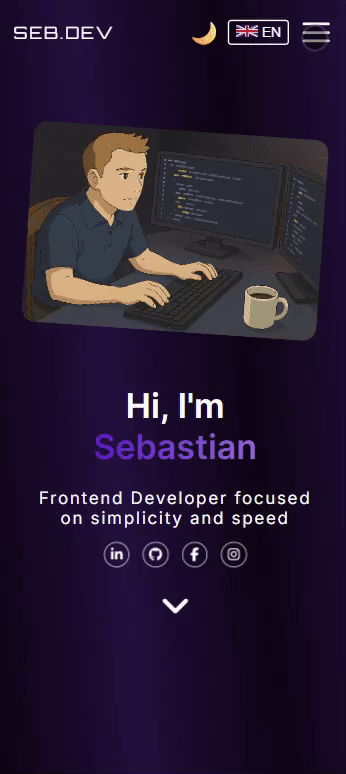 SEB.DEV
EN
Hi, I'm
Sebastian
Frontend Developer focused
on simplicity and speed